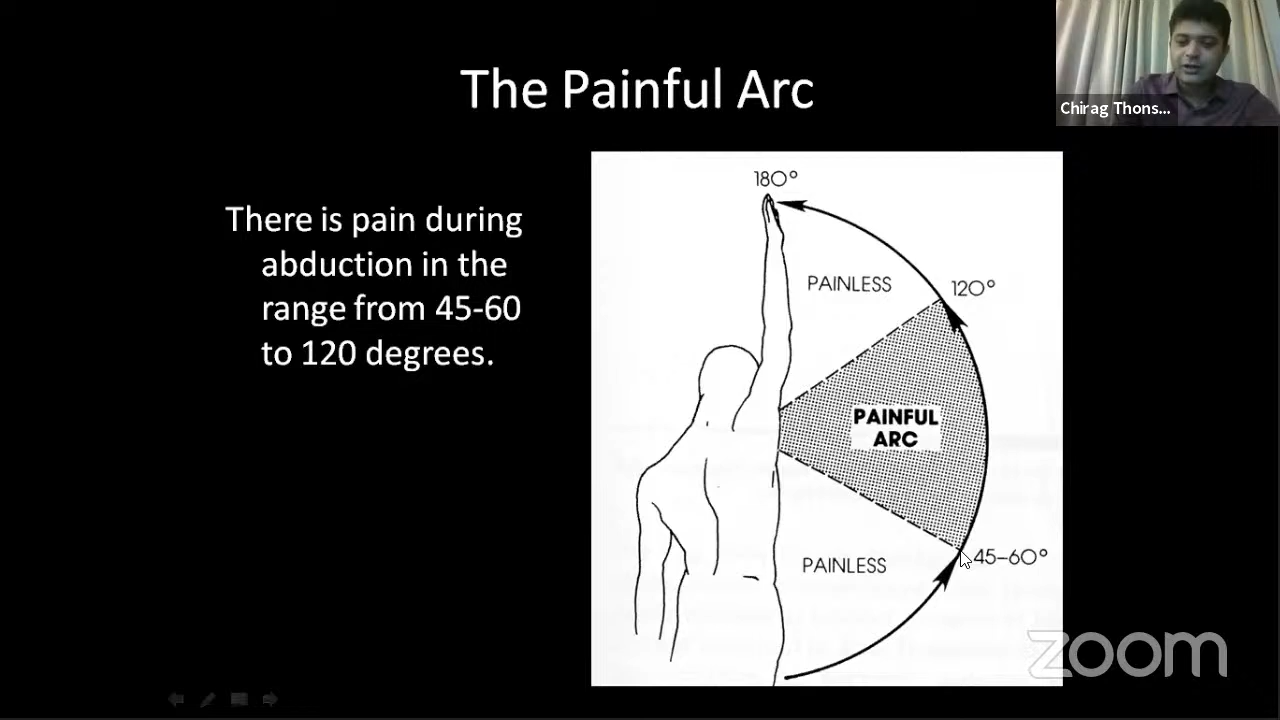 The Painful Arc
Chirag Thons...
There is pain during
abduction in the
range from 45-60
to 120 degrees.
180°
PAINLESS
120°
PAINFUL
ARC
45–60°
PAINLESS
zoom